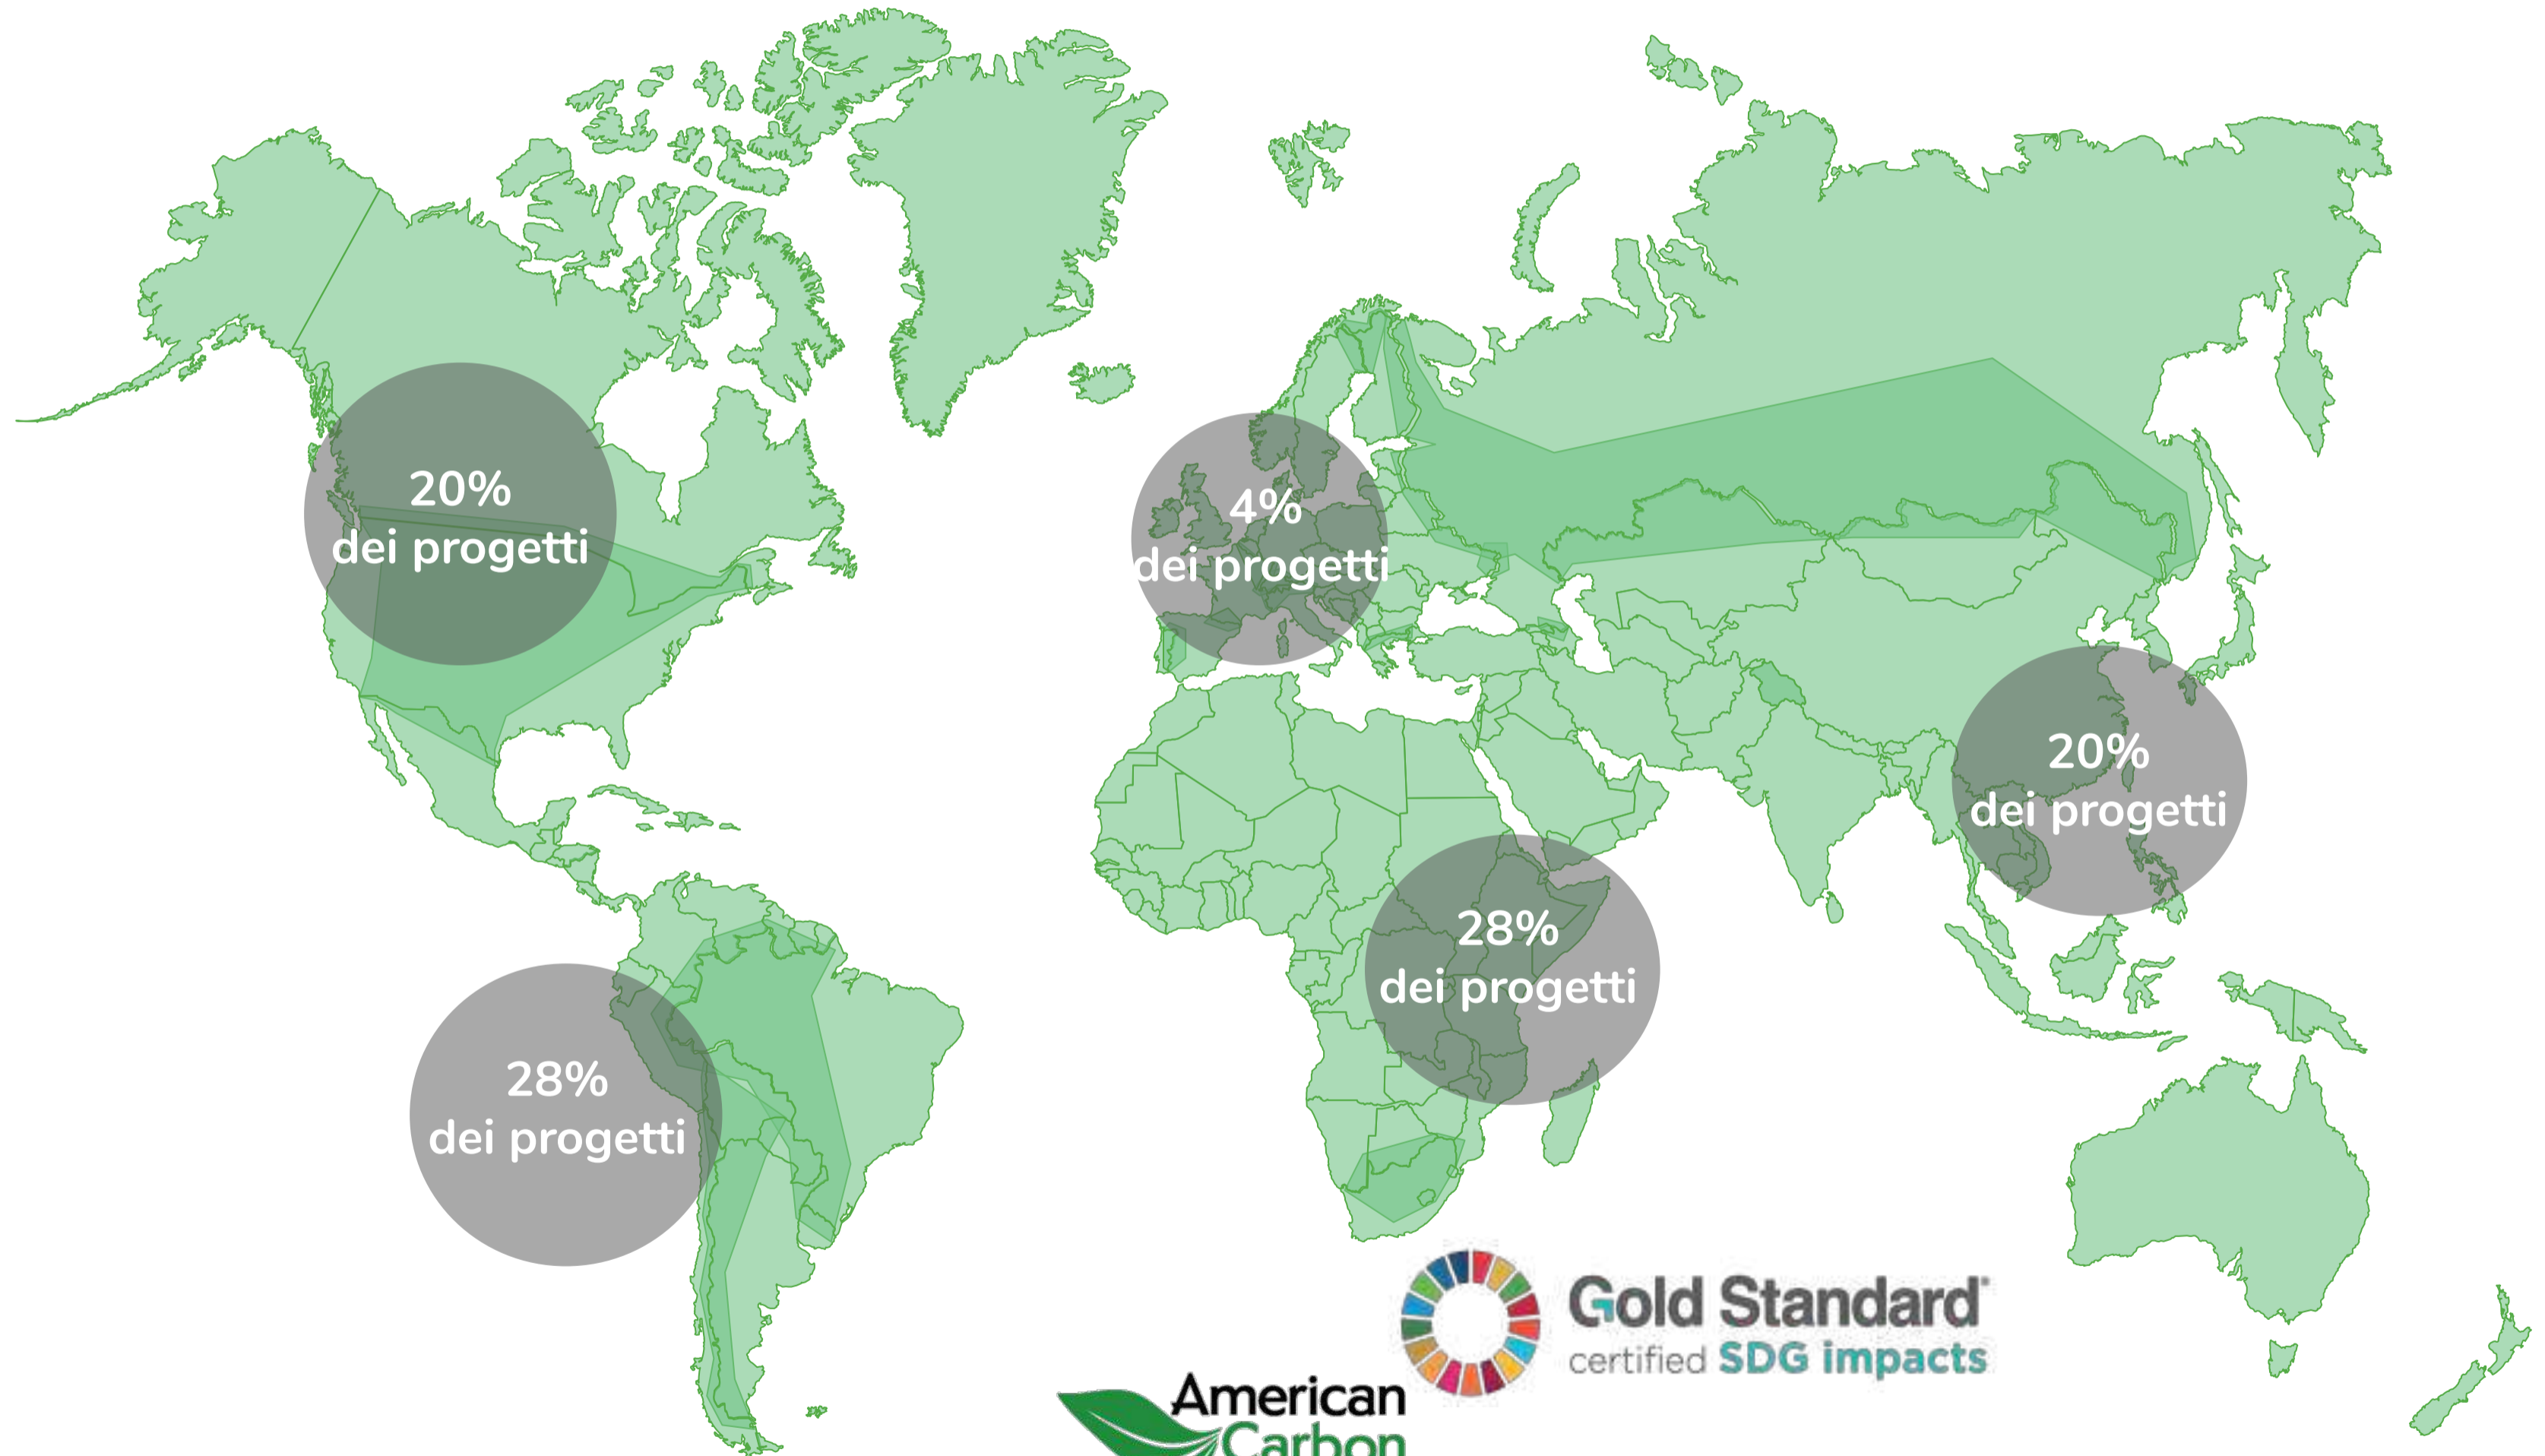 20%
dei progetti
4%
dei progetti
20%
dei progetti
28%
dei progetti
28%
dei progetti
Gold Standard
certified SDG impacts
American
Carbon